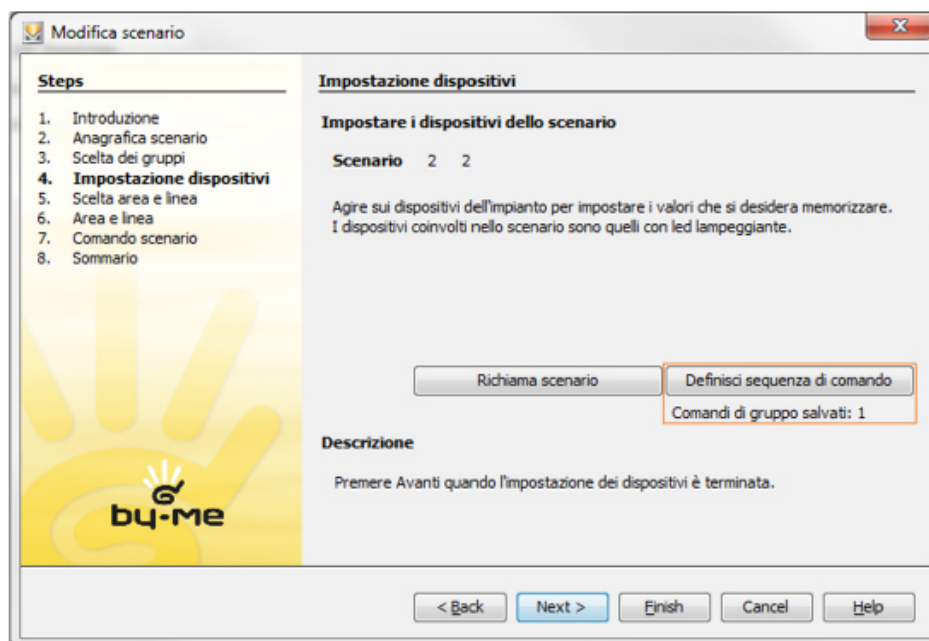 Modifica scenario
Steps
1. Introduzione
2. Anagrafica scenario
3. Scelta dei gruppi
4. Impostazione dispositivi
5. Scelta area e linea
6. Area e linea
7. Comando scenario
8. Sommario
by-me
Impostazione dispositivi
Impostare i dispositivi dello scenario
Scenario 2 2
Agire sui dispositivi dell'impianto per impostare i valori che si desidera memorizzare.
I dispositivi coinvolti nello scenario sono quelli con led lampeggiante.
Richiama scenario
Definisci sequenza di comando
Comandi di gruppo salvati: 1
Descrizione
Premere Avanti quando l'impostazione dei dispositivi è terminata.
< Back
Next >
Finish
Cancel
Help